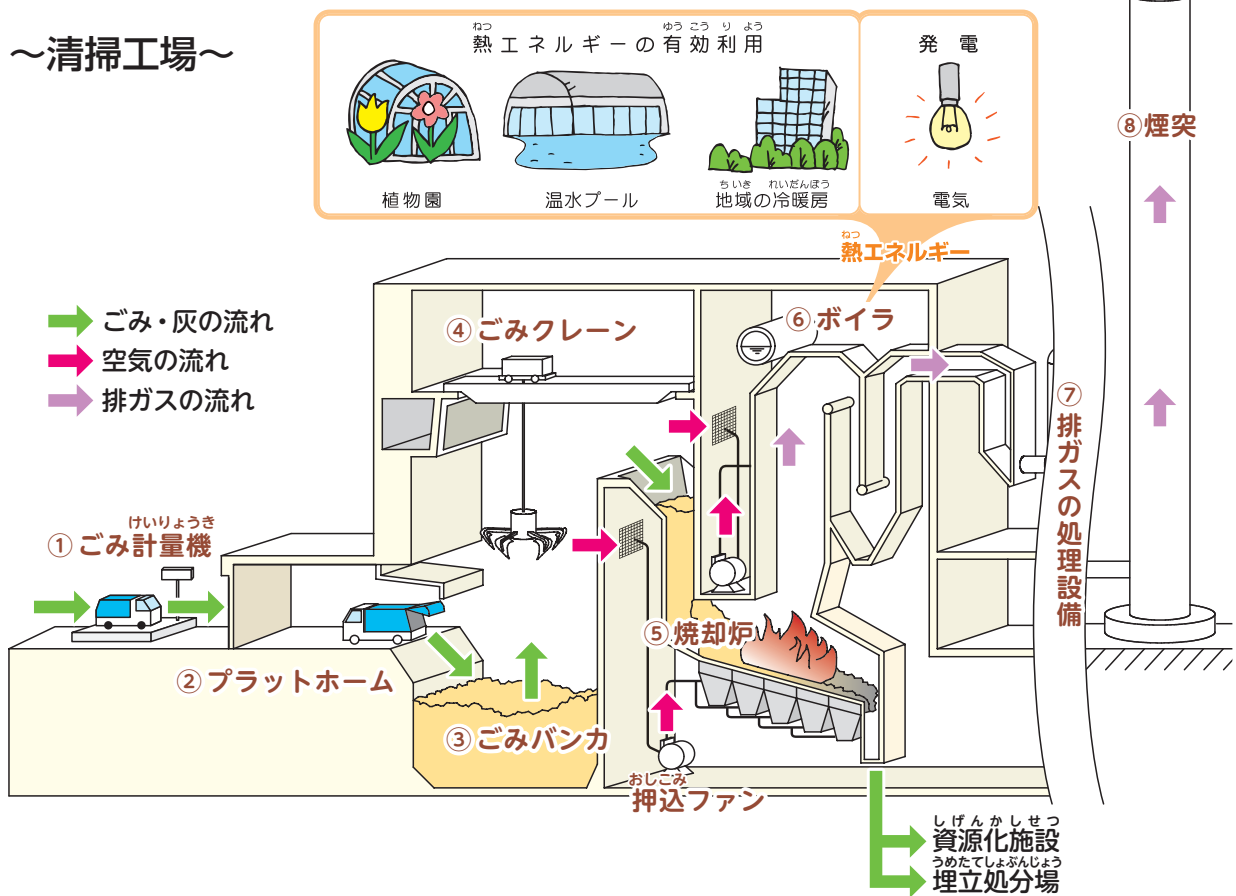 ～清掃工場～
ねつ ゆうこうりよう
熱エネルギーの有効利用
植物園
温水プール
ちいき れいだんぼう
地域の冷暖房
発電
電気
ねつ
熱エネルギー
ごみ・灰の流れ
空気の流れ
排ガスの流れ
けいりょうき
①ごみ計量機
②プラットホーム
③ごみバンカ
④ごみクレーン
⑤焼却炉
おしこみ
押込ファン
⑥ボイラ
⑦排ガスの処理設備
⑧煙突
しげんかしせつ
資源化施設
うめたてしょぶんじょう
埋立処分場